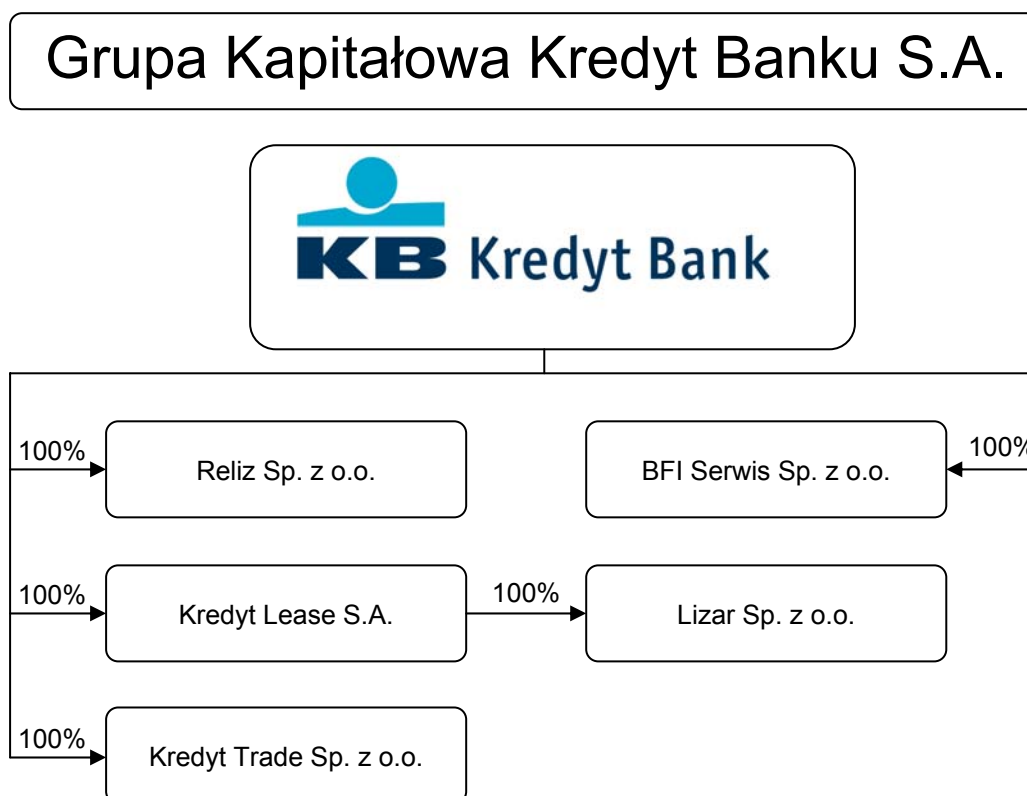 Grupa Kapitałowa Kredyt Banku S.A.
KB Kredyt Bank
100%
Reliz Sp. z o.o.
BFI Serwis Sp. z o.o.
100%
100%
Kredyt Lease S.A.
100%
Lizar Sp. z o.o.
100%
Kredyt Trade Sp. z o.o.